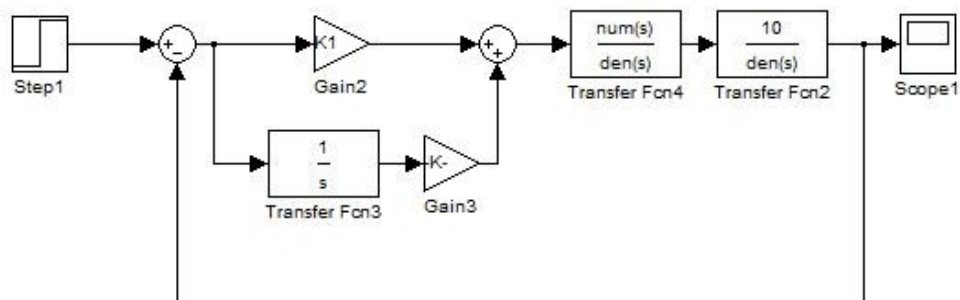 Step1
+
−
K1
Gain2
+
+
num(s)
den(s)
Transfer Fcn4
10
den(s)
Transfer Fcn2
Scope1
1
s
Transfer Fcn3
-K-
Gain3